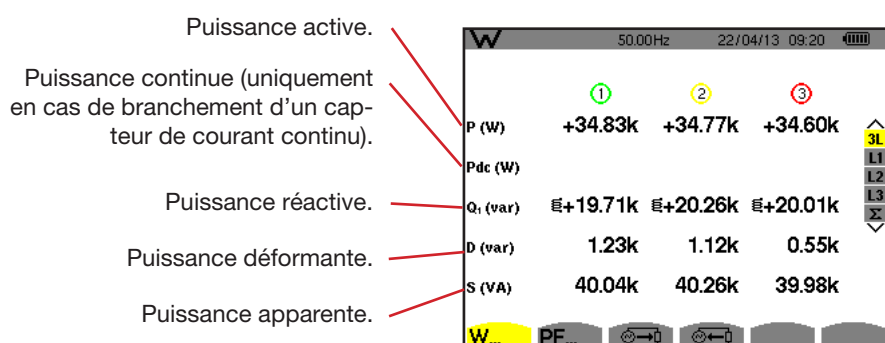 Puissance active.
Puissance continue (uniquement
en cas de branchement d'un cap-
teur de courant continu).
Puissance réactive.
Puissance déformante.
Puissance apparente.
W 50.00Hz 22/04/13 09:20
1 2 3
P (W) +34.83k +34.77k +34.60k
Pdc (W)
Q₁ (var) +19.71k +20.26k +20.01k
D (var) 1.23k 1.12k 0.55k
S (VA) 40.04k 40.26k 39.98k
3L
L1
L2
L3
Σ
W... PF...